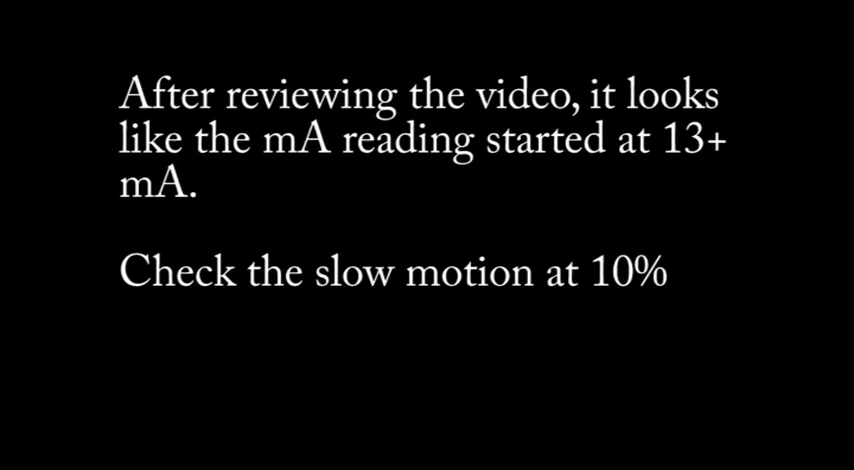 After reviewing the video, it looks
like the mA reading started at 13+
mA.
Check the slow motion at 10%